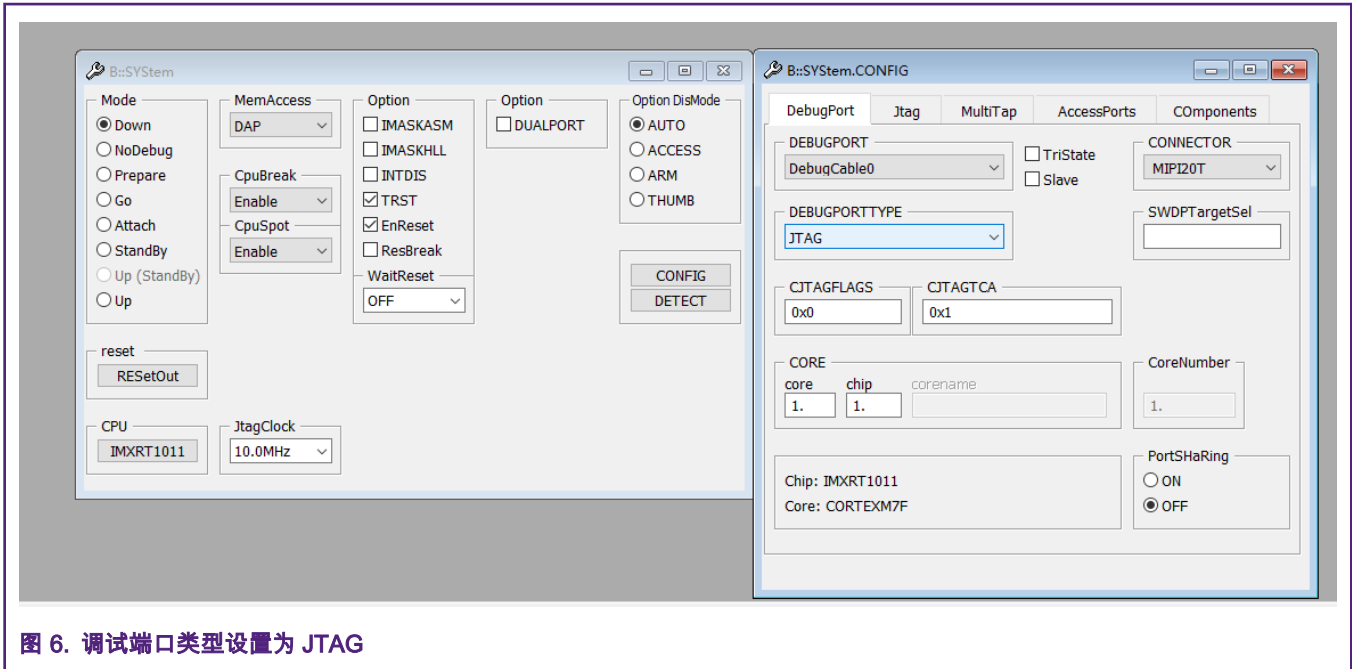 B::SYStem
Mode
Down
NoDebug
Prepare
Go
Attach
StandBy
Up (StandBy)
Up
MemAccess
DAP
CpuBreak
Enable
CpuSpot
Enable
Option
IMASKASM
IMASKHLL
INTDIS
TRST
EnReset
ResBreak
WaitReset
OFF
Option
DUALPORT
Option DisMode
AUTO
ACCESS
ARM
THUMB
CONFIG
DETECT
reset
RESetOut
CPU
IMXRT1011
JtagClock
10.0MHz
B::SYStem.CONFIG
DebugPort Jtag MultiTap AccessPorts COmponents
DEBUGPORT
DebugCable0
TriState
Slave
CONNECTOR
MIPI20T
DEBUGPORTTYPE
JTAG
SWDPTargetSel
CJTAGFLAGS
0x0
CJTAGTCA
0x1
CORE
core chip corename
1. 1.
CoreNumber
1.
Chip: IMXRT1011
Core: CORTEXM7F
PortSHaRing
ON
OFF
图 6. 调试端口类型设置为 JTAG